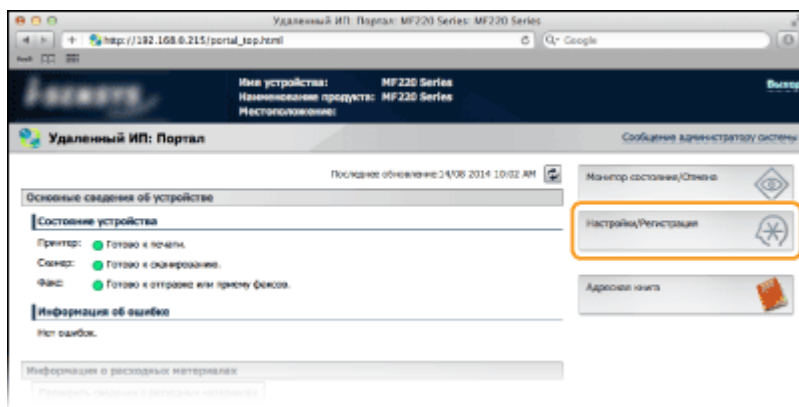 Удаленный ИП: Портал: MF220 Series: MF220 Series
http://192.168.0.215/portal_top.html
Google
Имя устройства: MF220 Series
Наименование продукта: MF220 Series
Местоположение:
Выход
Удаленный ИП: Портал
Сообщения администратору системы
Последнее обновление:14/08 2014 10:02 AM
Монитор состояния/Отмена
Основные сведения об устройстве
Состояние устройства
Настройки/Регистрация
Принтер: Готово к печати.
Сканер: Готово к сканированию.
Факс: Готово к отправке или приему факсов.
Адресная книга
Информация об ошибке
Нет ошибок.
Информация о расходных материалах